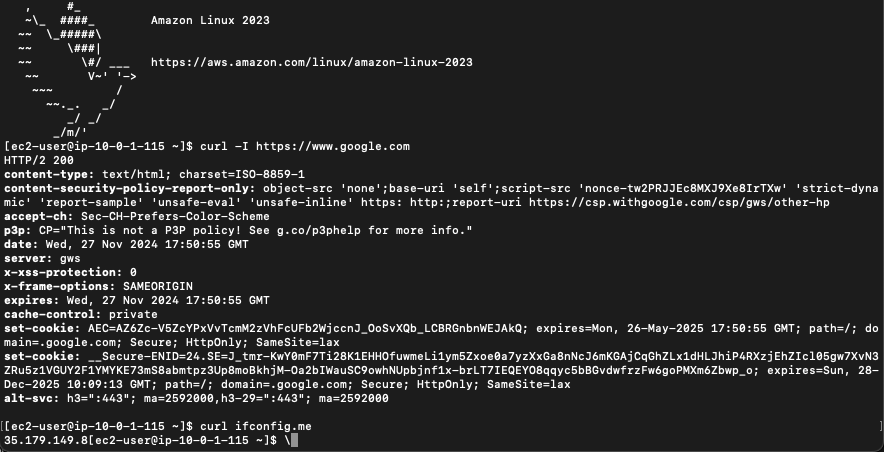 ,     #_
   ~\_  ####_        Amazon Linux 2023
  ~~  \_#####\
  ~~     \###|
  ~~       \#/ ___   https://aws.amazon.com/linux/amazon-linux-2023
   ~~       V~' '->
    ~~~         /
      ~~._.   _/
         _/ _/
       _/m/'
[ec2-user@ip-10-0-1-115 ~]$ curl -I https://www.google.com
HTTP/2 200
content-type: text/html; charset=ISO-8859-1
content-security-policy-report-only: object-src 'none';base-uri 'self';script-src 'nonce-tw2PRJJEc8MXJ9Xe8IrTXw' 'strict-dyna
mic' 'report-sample' 'unsafe-eval' 'unsafe-inline' https: http:;report-uri https://csp.withgoogle.com/csp/gws/other-hp
accept-ch: Sec-CH-Prefers-Color-Scheme
p3p: CP="This is not a P3P policy! See g.co/p3phelp for more info."
date: Wed, 27 Nov 2024 17:50:55 GMT
server: gws
x-xss-protection: 0
x-frame-options: SAMEORIGIN
expires: Wed, 27 Nov 2024 17:50:55 GMT
cache-control: private
set-cookie: AEC=AZ6Zc-V5ZcYPxVvTcmM2zVhFcUFb2WjccnJ_OoSvXQb_LCBRGnbnWEJAkQ; expires=Mon, 26-May-2025 17:50:55 GMT; path=/; do
main=.google.com; Secure; HttpOnly; SameSite=lax
set-cookie: __Secure-ENID=24.SE=J_tmr-KwY0mF7Ti28K1EHHOfuwmeLi1ym5Zxoe0a7yzXxGa8nNcJ6mKGAjCqGhZLx1dHLJhiP4RXzjEhZIcl05gw7XvN3
ZRu5z1VGUY2F1YMYKE73mS8abmtpz3Up8moBkhjM-Oa2bIWauSC9owhNUpbjnf1x-brLT7IEQEYO8qqyc5bBGvdwfrzFw6goPMXm6Zbwp_o; expires=Sun, 28-
Dec-2025 10:09:13 GMT; path=/; domain=.google.com; Secure; HttpOnly; SameSite=lax
alt-svc: h3=":443"; ma=2592000,h3-29=":443"; ma=2592000
[[ec2-user@ip-10-0-1-115 ~]$ curl ifconfig.me ]
35.179.149.8[ec2-user@ip-10-0-1-115 ~]$ \